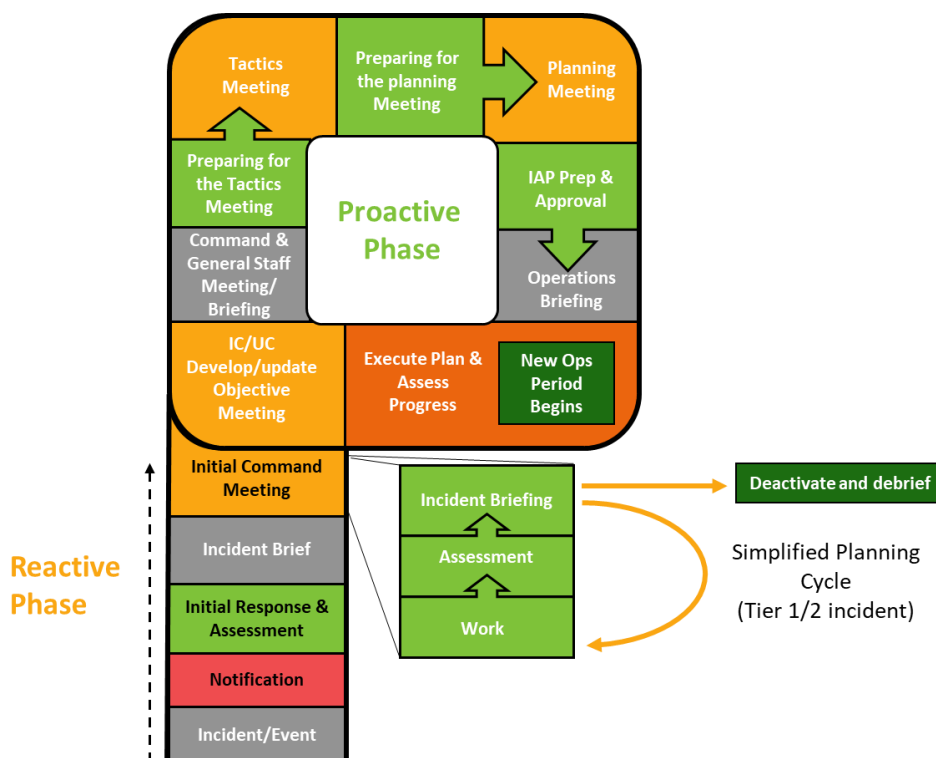 Tactics
Meeting
Preparing for
the planning
Meeting
Planning
Meeting
Preparing for
the Tactics
Meeting
Proactive
Phase
IAP Prep &
Approval
Command &
General Staff
Meeting/
Briefing
Operations
Briefing
IC/UC
Develop/update
Objective
Meeting
Execute Plan &
Assess
Progress
New Ops
Period
Begins
Initial Command
Meeting
Incident Brief
Reactive
Phase
Initial Response &
Assessment
Notification
Incident/Event
Incident Briefing
Assessment
Work
Deactivate and debrief
Simplified Planning
Cycle
(Tier 1/2 incident)